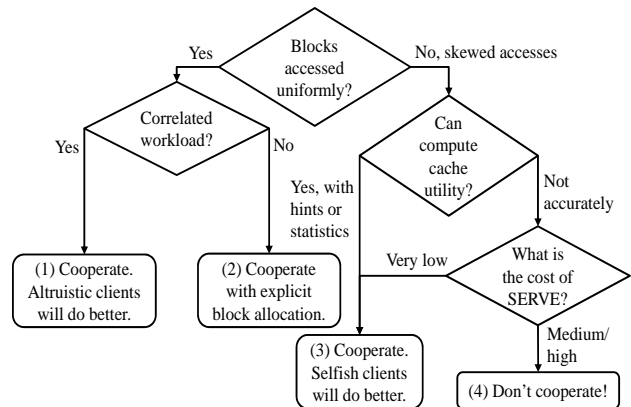 Blocks
accessed
uniformly?
Yes
No, skewed accesses
Correlated
workload?
Yes
No
Can
compute
cache
utility?
Yes, with
hints or
statistics
Not
accurately
(1) Cooperate.
Altruistic clients
will do better.
(2) Cooperate
with explicit
block allocation.
Very low
What is
the cost of
SERVE?
Medium/
high
(3) Cooperate.
Selfish clients
will do better.
(4) Don't cooperate!